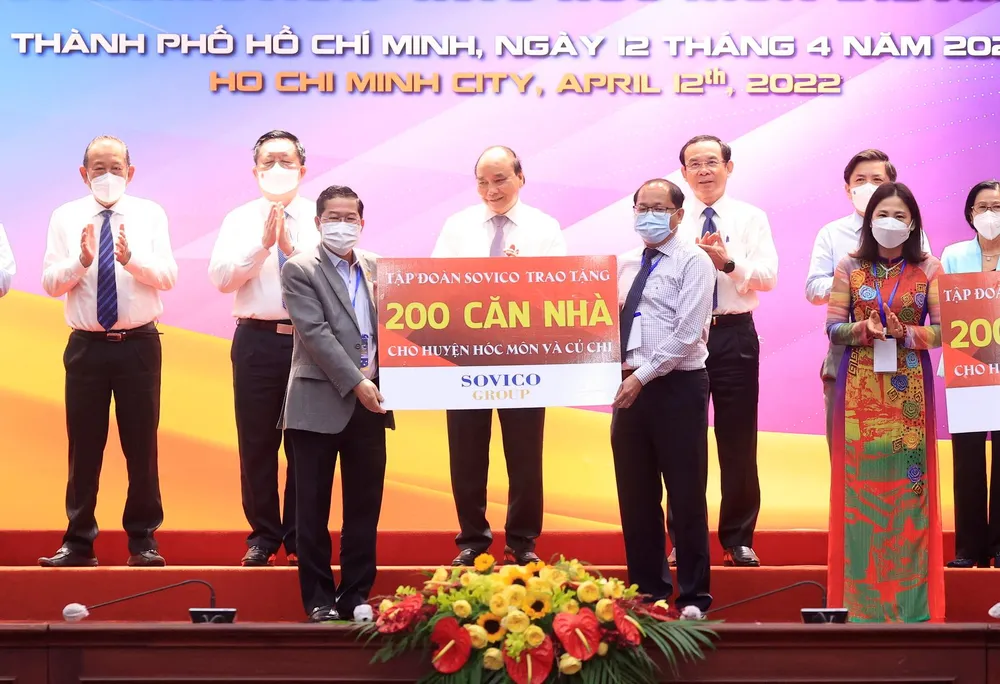 THÀNH PHỐ HỒ CHÍ MINH, NGÀY 12 THÁNG 4 NĂM 202
HO CHI MINH CITY, APRIL 12th, 2022
TẬP ĐOÀN SOVICO TRAO TẶNG
200 CĂN NHÀ
CHO HUYỆN HÓC MÔN VÀ CỦ CHI
SOVICO
GROUP
TẬP ĐOÀ
200
CHO H